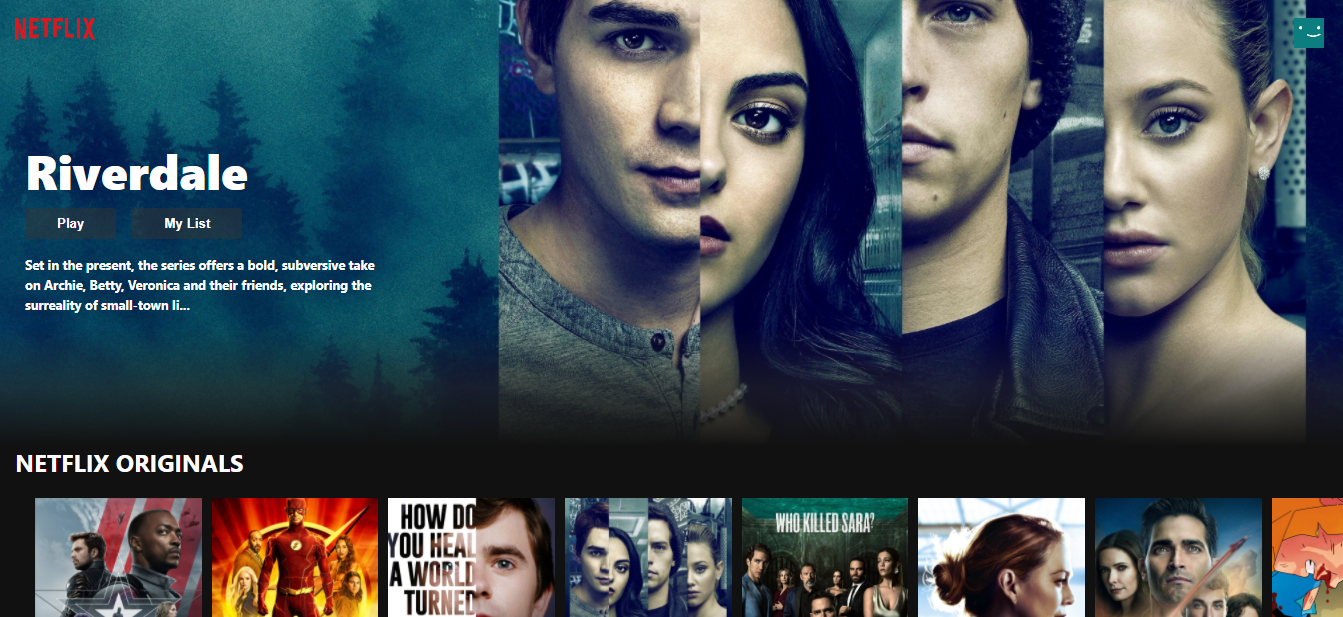 NETFLIX
Riverdale
Play
My List
Set in the present, the series offers a bold, subversive take
on Archie, Betty, Veronica and their friends, exploring the
surreality of small-town li...
NETFLIX ORIGINALS
HOW DO
YOU HEAL
A WORLD
TURNED
WHO KILLED SARA?